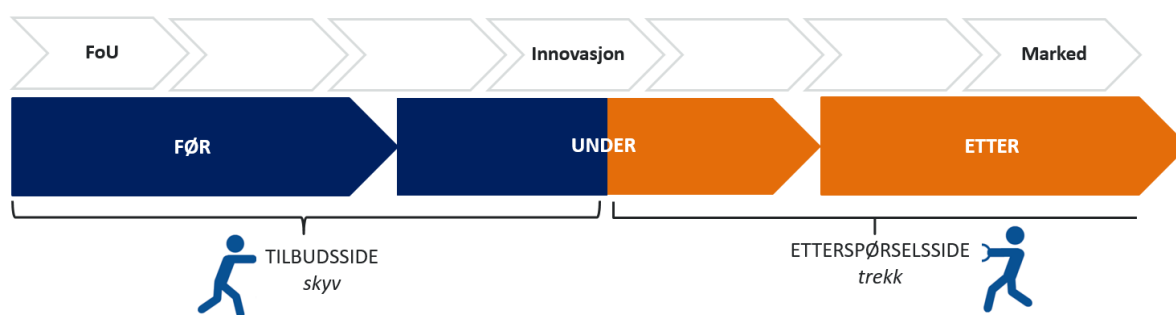 FoU
Innovasjon
Marked
FØR
UNDER
ETTER
TILBUDSSIDE
skyv
ETTERSPØRSELSSIDE
trekk